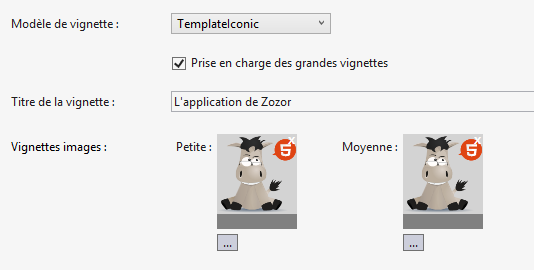 Modèle de vignette :
TemplateIconic
Prise en charge des grandes vignettes
Titre de la vignette :
L'application de Zozor
Vignettes images :
Petite :
Moyenne :
5
5
...
...